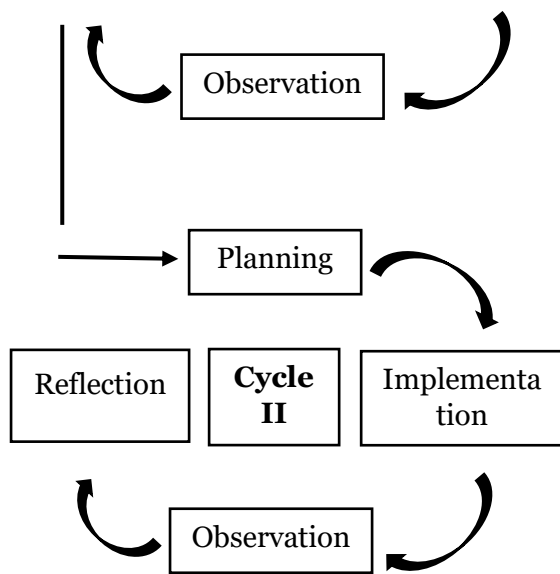 Observation
Planning
Reflection
Cycle
II
Implementa
tion
Observation